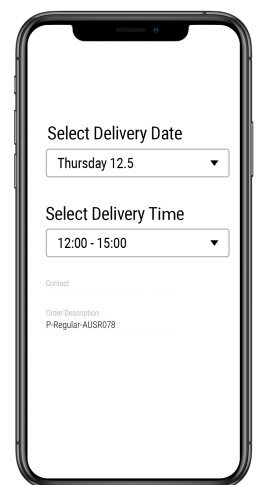 Select Delivery Date
Thursday 12.5
Select Delivery Time
12:00 - 15:00
Contact
Order Description
P-Regular-AUSR078